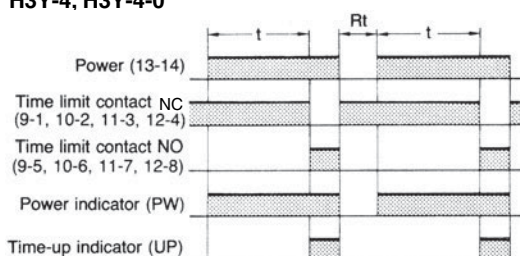 H3Y-4, H3Y-4-0
t Rt t
Power (13-14)
Time limit contact NC
(9-1, 10-2, 11-3, 12-4)
Time limit contact NO
(9-5, 10-6, 11-7, 12-8)
Power indicator (PW)
Time-up indicator (UP)